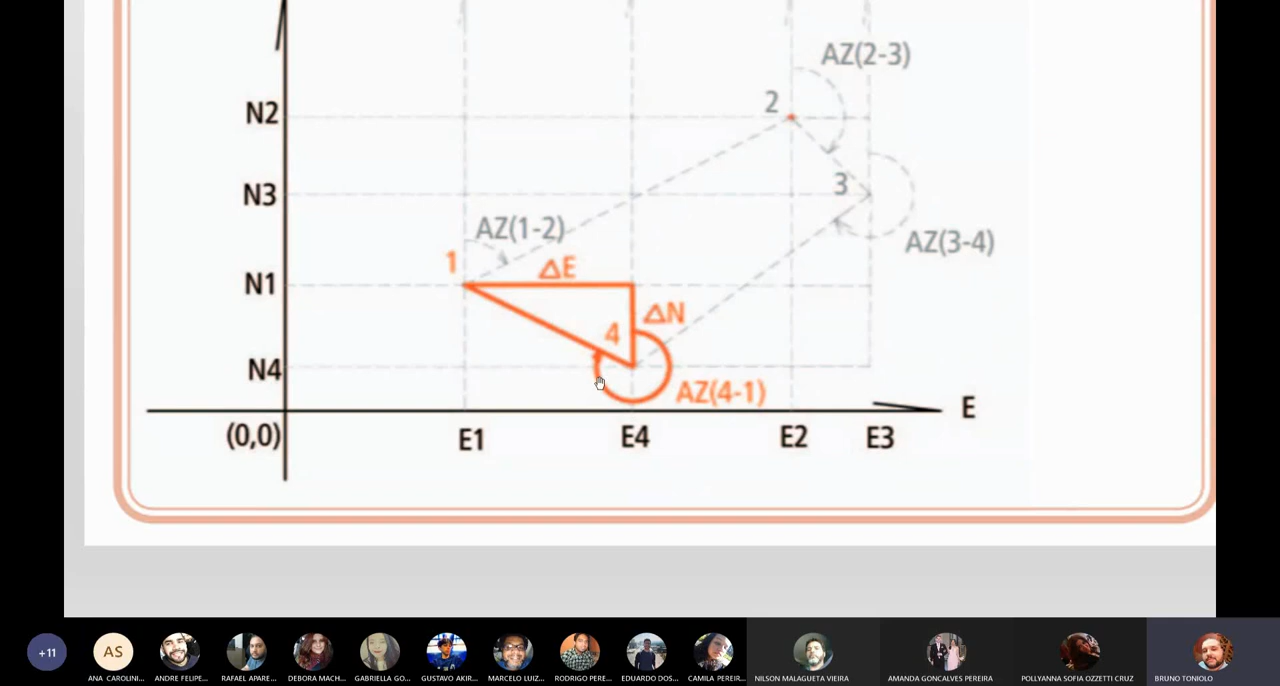 AZ(2-3)
N2
2
N3
3
AZ(1-2)
AZ(3-4)
1
ΔE
N1
ΔN
4
N4
AZ(4-1)
E
(0,0)
E1
E4
E2
E3
+11
AS
ANA CAROLINI...
ANDRE FELIPE...
RAFAEL APARE...
DEBORA MACH...
GABRIELLA GO...
GUSTAVO AKIR...
MARCELO LUIZ...
RODRIGO PERE...
EDUARDO DOS...
CAMILA PEREIR...
NILSON MALAGUETA VIEIRA
AMANDA GONCALVES PEREIRA
POLLYANNA SOFIA OZZETTI CRUZ
BRUNO TONIOLO